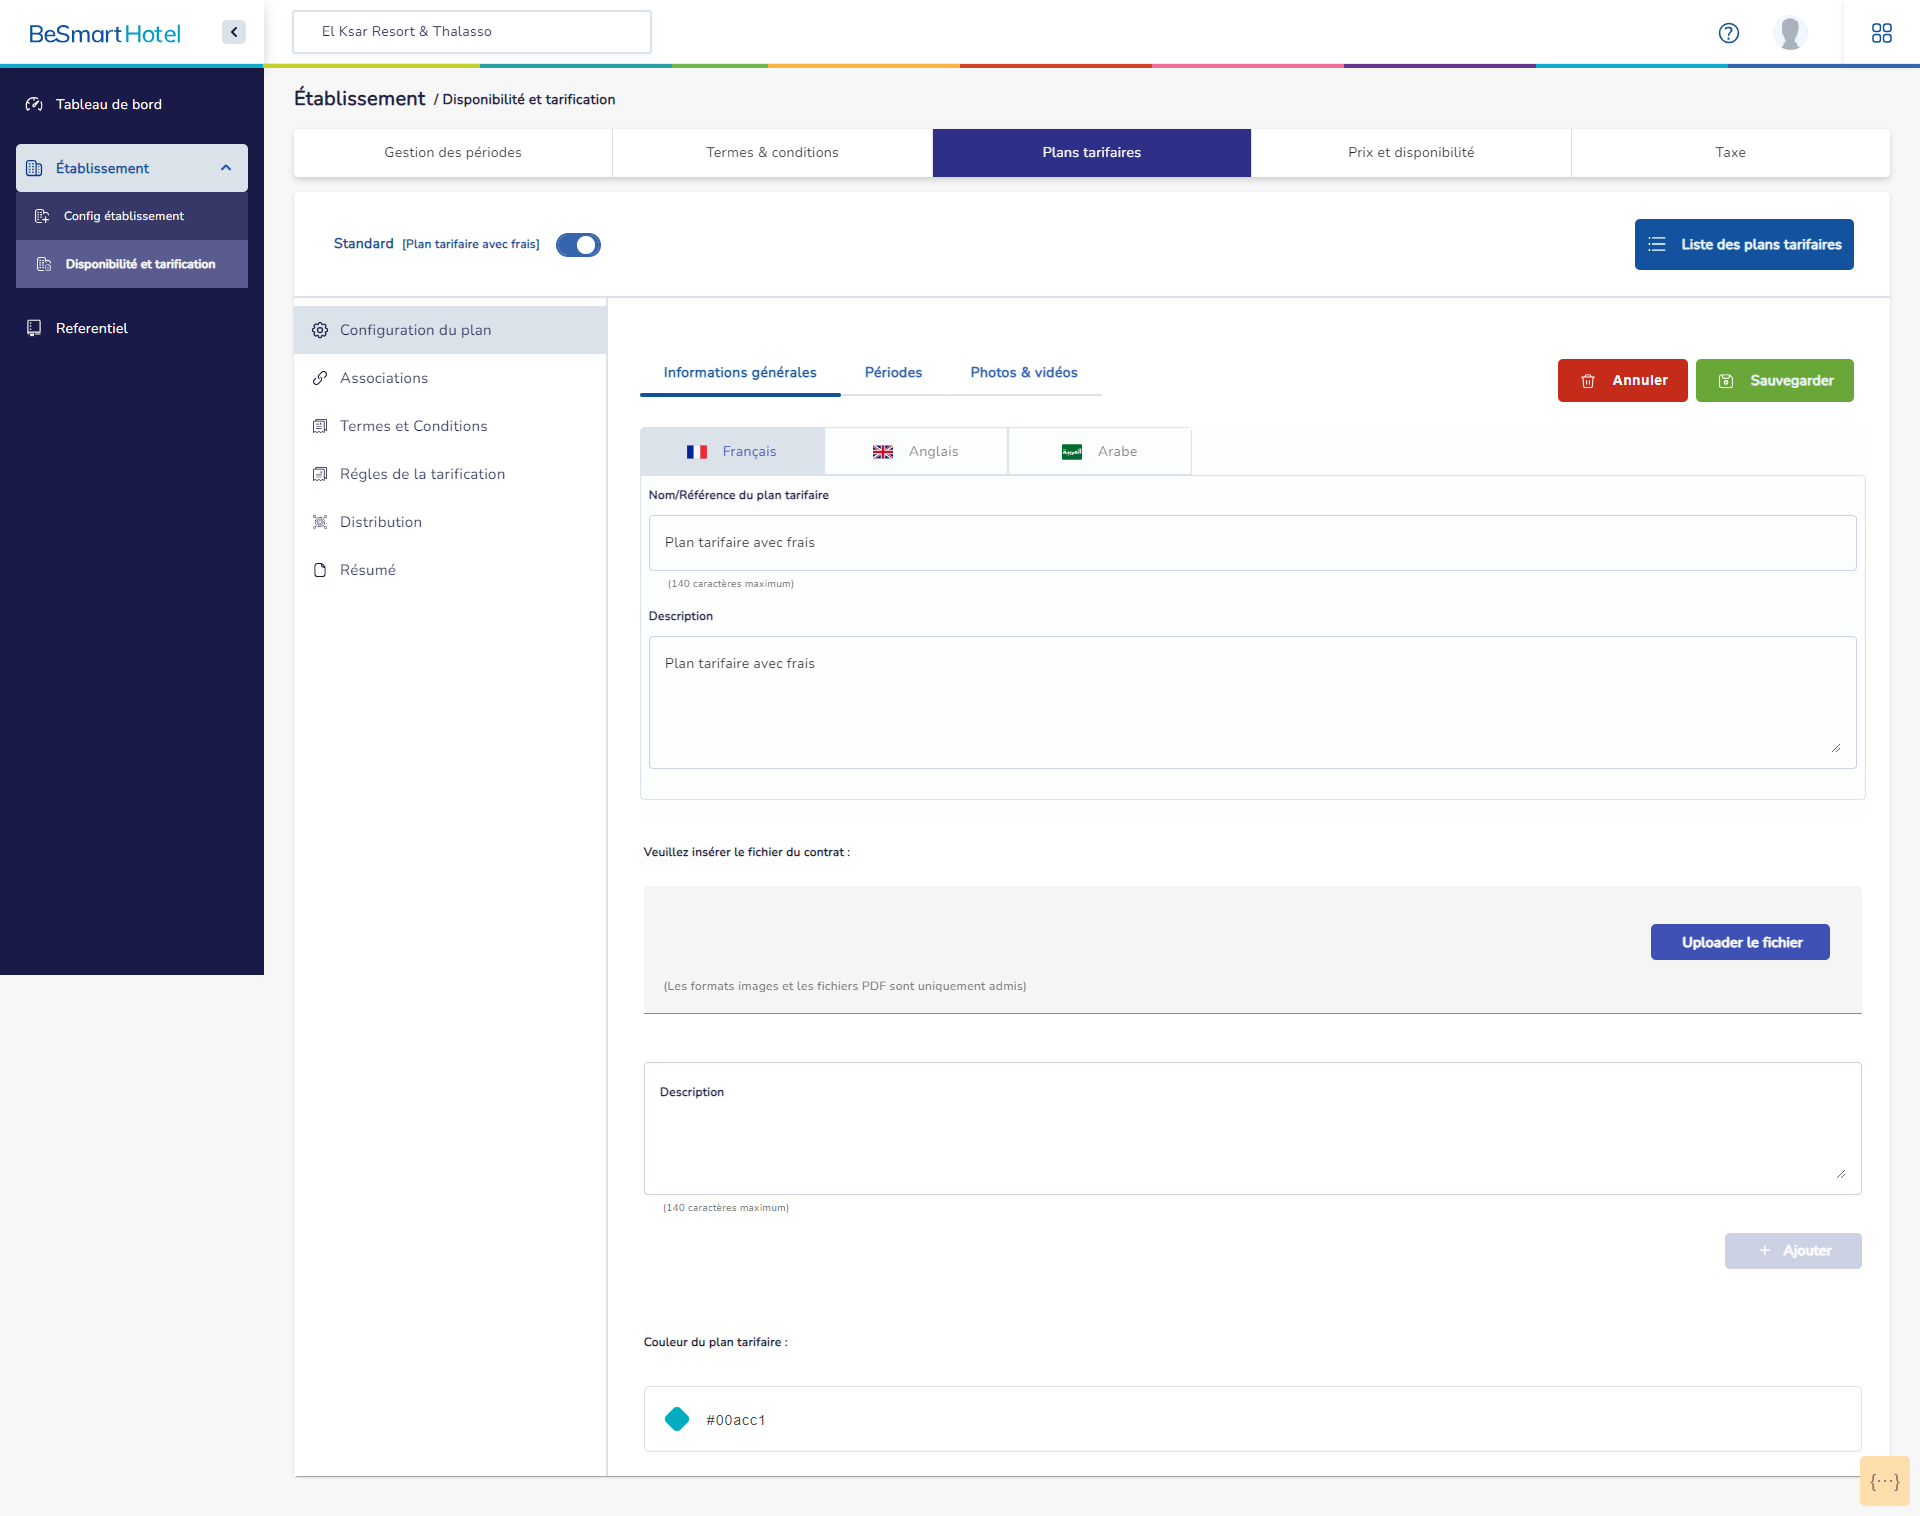 BeSmart Hotel
El Ksar Resort & Thalasso
Tableau de bord
Établissement
Config établissement
Disponibilité et tarification
Referentiel
Établissement / Disponibilité et tarification
Gestion des périodes
Termes & conditions
Plans tarifaires
Prix et disponibilité
Taxe
Standard [Plan tarifaire avec frais]
Liste des plans tarifaires
Configuration du plan
Associations
Termes et Conditions
Régles de la tarification
Distribution
Résumé
Informations générales
Périodes
Photos & vidéos
Annuler
Sauvegarder
Français
Anglais
Arabe
Nom/Référence du plan tarifaire
Plan tarifaire avec frais
(140 caractères maximum)
Description
Plan tarifaire avec frais
Veuillez insérer le fichier du contrat :
Uploader le fichier
(Les formats images et les fichiers PDF sont uniquement admis)
Description
(140 caractères maximum)
+ Ajouter
Couleur du plan tarifaire :
#00acc1
{···}